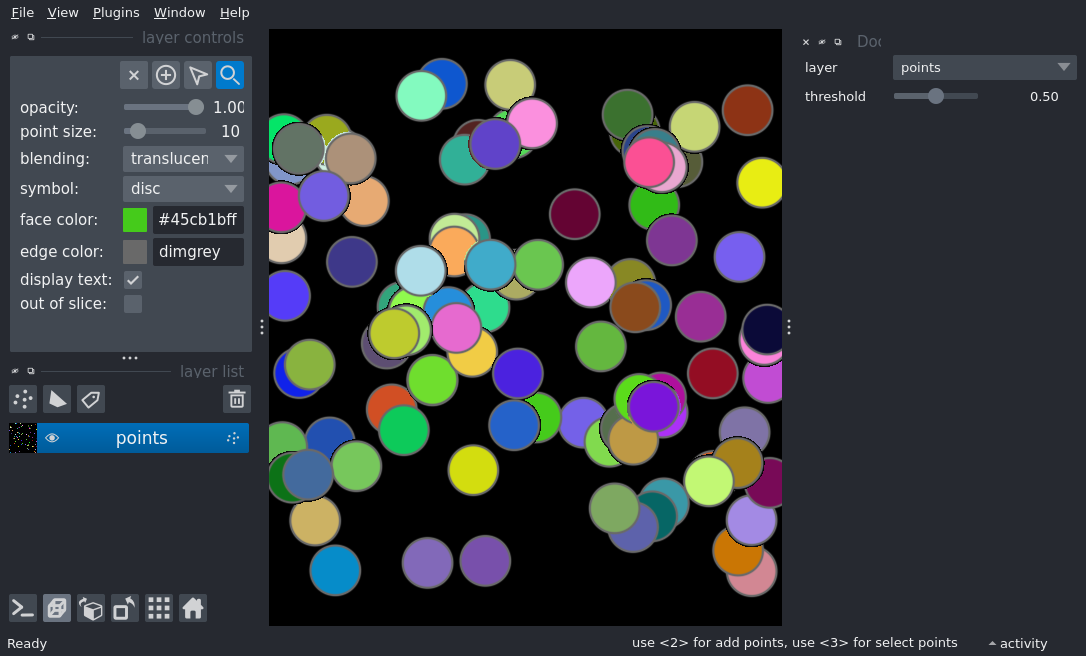 File View Plugins Window Help
layer controls
opacity: 1.00
point size: 10
blending: translucen
symbol: disc
face color: #45cb1bff
edge color: dimgrey
display text:
out of slice:
layer list
points
Ready
Doc
layer points
threshold 0.50
use <2> for add points, use <3> for select points
activity